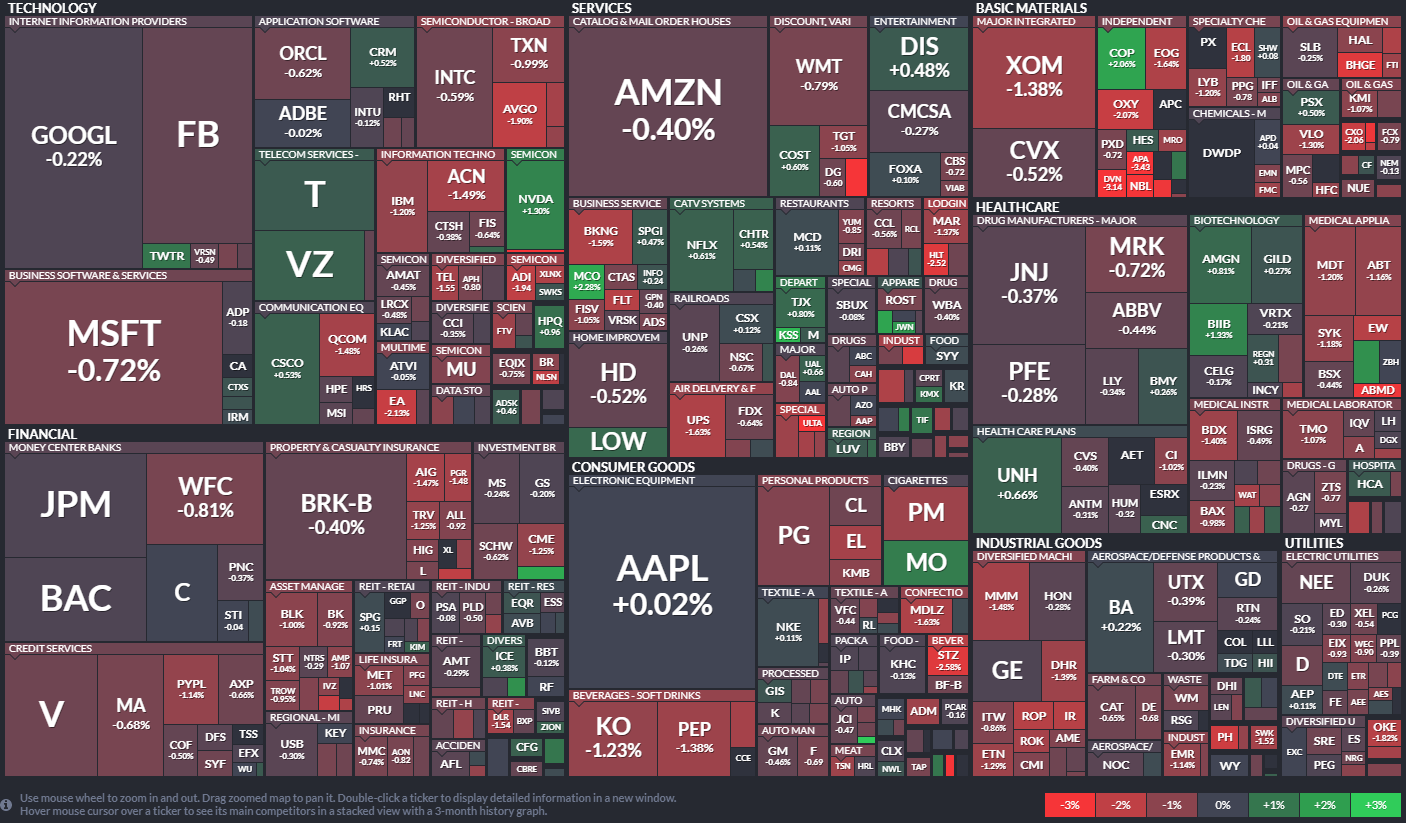 TECHNOLOGY
INTERNET INFORMATION PROVIDERS
GOOGL
-0.22%
FB
TWTR
VRSN
-0.49
BUSINESS SOFTWARE & SERVICES
MSFT
-0.72%
ADP
-0.18
CA
CTXS
IRM
APPLICATION SOFTWARE
ORCL
-0.62%
CRM
+0.52%
ADBE
-0.02%
INTU
-0.12%
RHT
SEMICONDUCTOR - BROAD
INTC
-0.59%
TXN
-0.99%
AVGO
-1.90%
TELECOM SERVICES -
T
VZ
INFORMATION TECHNO
IBM
-1.20%
ACN
-1.49%
CTSH
-0.38%
FIS
-0.64%
SEMICON
NVDA
+1.30%
COMMUNICATION EQ
CSCO
+0.53%
QCOM
-1.48%
HPE
HRS
MSI
SEMICON
AMAT
-0.45%
LRCX
-0.48%
KLAC
DIVERSIFIED
TEL
-1.55
APH
-0.80
SEMICON
ADI
-1.94
XLNX
SWKS
DIVERSIFIE
CCI
-0.55%
SCIEN
FTV
HPQ
+0.96
MULTIME
ATVI
-0.05%
EA
-2.13%
SEMICON
MU
DATA STO
EQIX
-0.75%
BR
NLSN
ADSK
+0.46
FINANCIAL
MONEY CENTER BANKS
JPM
WFC
-0.81%
BAC
C
PNC
-0.37%
STI
-0.04
CREDIT SERVICES
V
MA
-0.68%
PYPL
-1.14%
AXP
-0.66%
COF
-0.50%
DFS
SYF
TSS
EFX
WU
PROPERTY & CASUALTY INSURANCE
BRK-B
-0.40%
AIG
-1.47%
PGR
-1.48
TRV
-1.25%
ALL
-0.92
HIG
XL
L
INVESTMENT BR
MS
-0.24%
GS
-0.20%
SCHW
-0.62%
CME
-1.25%
ASSET MANAGE
BLK
-1.00%
BK
-0.92%
STT
-1.04%
NTRS
-0.29
AMP
-1.07
TROW
-0.95%
IVZ
REGIONAL - MI
USB
-0.30%
KEY
REIT - RETAI
SPG
+0.15
GGP
O
FRT
KIM
LIFE INSURA
MET
-1.01%
PFG
LNC
PRU
INSURANCE
MMC
-0.74%
AON
-0.82
REIT - INDU
PSA
-0.08
PLD
-0.50
REIT -
AMT
-0.29%
REIT - H
ACCIDEN
AFL
REIT - RES
EQR
ESS
AVB
DIVERS
ICE
+0.38%
BBT
-0.12%
RF
REIT -
DLR
-1.54
BXP
SIVB
ZION
CFG
CBRE
SERVICES
CATALOG & MAIL ORDER HOUSES
AMZN
-0.40%
DISCOUNT, VARI
WMT
-0.79%
COST
+0.60%
TGT
-1.05%
DG
-0.60
ENTERTAINMENT
DIS
+0.48%
CMCSA
-0.27%
FOXA
+0.10%
CBS
-0.72
VIAB
BUSINESS SERVICE
BKNG
-1.59%
SPGI
+0.47%
MCO
+2.28%
CTAS
INFO
+0.24
FISV
-1.05%
FLT
GPN
-0.40
VRSK
ADS
HOME IMPROVEM
HD
-0.52%
LOW
CATV SYSTEMS
NFLX
+0.61%
CHTR
+0.54%
RAILROADS
UNP
-0.26%
CSX
+0.12%
NSC
-0.67%
AIR DELIVERY & F
UPS
-1.63%
FDX
-0.64%
RESTAURANTS
MCD
+0.11%
YUM
-0.85
DRI
CMG
RESORTS
CCL
-0.56%
RCL
LODGIN
MAR
-1.37%
HLT
-2.52
DEPART
TJX
+0.80%
KSS
M
SPECIAL
SBUX
-0.08%
APPARE
ROST
JWN
DRUG
WBA
-0.40%
MAJOR
DAL
-0.84
UAL
+0.66
AAL
DRUGS
ABC
CAH
INDUST
FOOD
SYY
AUTO P
AZO
AAP
CPRT
KMX
KR
SPECIAL
ULTA
REGION
LUV
TIF
BBY
CONSUMER GOODS
ELECTRONIC EQUIPMENT
AAPL
+0.02%
BEVERAGES - SOFT DRINKS
KO
-1.23%
PEP
-1.38%
CCE
PERSONAL PRODUCTS
PG
CL
EL
KMB
CIGARETTES
PM
MO
TEXTILE - A
NKE
+0.11%
TEXTILE - A
VFC
-0.44
RL
CONFECTIO
MDLZ
-1.63%
PACKA
IP
FOOD -
KHC
-0.13%
BEVER
STZ
-2.58%
BF-B
PROCESSED
GIS
K
AUTO
JCI
-0.47
MHK
ADM
PCAR
-0.16
AUTO MAN
GM
-0.46%
F
-0.69
MEAT
TSN
HRL
CLX
NWL
TAP
BASIC MATERIALS
MAJOR INTEGRATED
XOM
-1.38%
CVX
-0.52%
INDEPENDENT
COP
+2.06%
EOG
-1.64%
OXY
-2.07%
APC
PXD
-0.72
HES
MRO
APA
-3.43
DVN
-3.14
NBL
SPECIALTY CHE
PX
ECL
-1.80
SHW
+0.08
LYB
-1.20%
PPG
-0.78
IFF
ALB
CHEMICALS - M
DWDP
APD
+0.04
EMN
FMC
OIL & GAS EQUIPMEN
SLB
-0.25%
HAL
BHGE
FTI
OIL & GA
PSX
+0.50%
VLO
-1.30%
MPC
-0.56
HFC
OIL & GAS
KMI
-1.07%
CXO
-2.06
FCX
-0.79
CF
NEM
-0.13
NUE
HEALTHCARE
DRUG MANUFACTURERS - MAJOR
JNJ
-0.37%
MRK
-0.72%
ABBV
-0.44%
PFE
-0.28%
LLY
-0.34%
BMY
+0.26%
BIOTECHNOLOGY
AMGN
+0.81%
GILD
+0.27%
BIIB
+1.33%
VRTX
-0.21%
CELG
-0.17%
REGN
+0.31
INCY
MEDICAL APPLIA
MDT
-1.20%
ABT
-1.16%
SYK
-1.18%
EW
BSX
-0.44%
ZBH
ABMD
HEALTH CARE PLANS
UNH
+0.66%
CVS
-0.40%
AET
CI
-1.02%
ANTM
-0.31%
HUM
-0.32
ESRX
CNC
MEDICAL INSTR
BDX
-1.40%
ISRG
-0.49%
ILMN
-0.23%
WAT
BAX
-0.98%
MEDICAL LABORATOR
TMO
-1.07%
IQV
LH
A
DGX
DRUGS - G
AGN
-0.27
ZTS
-0.77
MYL
HOSPITA
HCA
INDUSTRIAL GOODS
DIVERSIFIED MACHI
MMM
-1.48%
HON
-0.28%
GE
DHR
-1.39%
ITW
-0.86%
ROP
IR
ROK
AME
ETN
-1.29%
CMI
AEROSPACE/DEFENSE PRODUCTS &
BA
+0.22%
UTX
-0.39%
GD
RTN
-0.24%
LMT
-0.30%
COL
LLL
TDG
HII
FARM & CO
CAT
-0.65%
DE
-0.68
AEROSPACE/
NOC
WASTE
WM
RSG
INDUST
EMR
-1.14%
DHI
LEN
PH
SWK
-1.52
WY
UTILITIES
ELECTRIC UTILITIES
NEE
DUK
-0.26%
SO
-0.21%
ED
-0.30
XEL
-0.54
PCG
D
EIX
-0.93
WEC
-0.90
PPL
-0.39
DTE
ETR
AEP
+0.11%
FE
AEE
AES
DIVERSIFIED U
EXC
SRE
ES
PEG
NRG
OKE
-1.82%
Use mouse wheel to zoom in and out. Drag zoomed map to pan it. Double-click a ticker to display detailed information in a new window.
Hover mouse cursor over a ticker to see its main competitors in a stacked view with a 3-month history graph.
-3%
-2%
-1%
0%
+1%
+2%
+3%